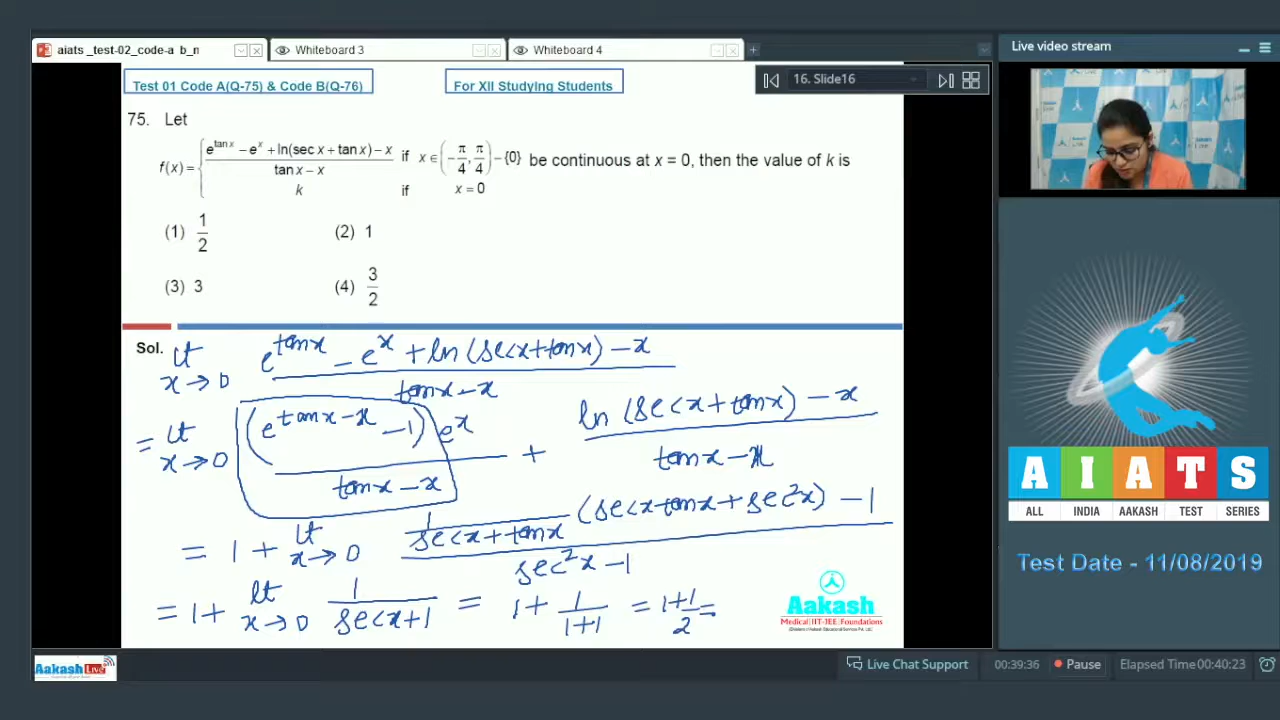 aiats _test-02_code-a b_n
Whiteboard 3
Whiteboard 4
Live video stream
Test 01 Code A(Q-75) & Code B(Q-76)
For XII Studying Students
16. Slide16
75. Let
f(x) = { (e^{tan x} – e^x + ln(sec x + tan x) – x) / (tan x – x) if x ∈ (–π/4, π/4) – {0} be continuous at x = 0, then the value of k is
k if x = 0
(1) 1/2 (2) 1
(3) 3 (4) 3/2
Sol. lt x→0 (e^{tan x} – e^x + ln (sec x + tan x) – x) / (tan x – x)
= lt x→0 ((e^{tan x – x} – 1) e^x) / (tan x – x) + (ln (sec x + tan x) – x) / (tan x – x)
= 1 + lt x→0 (1/(sec x + tan x) (sec x tan x + sec²x) – 1) / (sec²x – 1)
= 1 + lt x→0 1/(sec x + 1) = 1 + 1/(1+1) = 1+1/2 =
AIATS
ALL INDIA AAKASH TEST SERIES
Test Date - 11/08/2019
Aakash
Medical | IIT-JEE | Foundations
Aakash Live
Live Chat Support
00:39:36
Pause
Elapsed Time 00:40:23